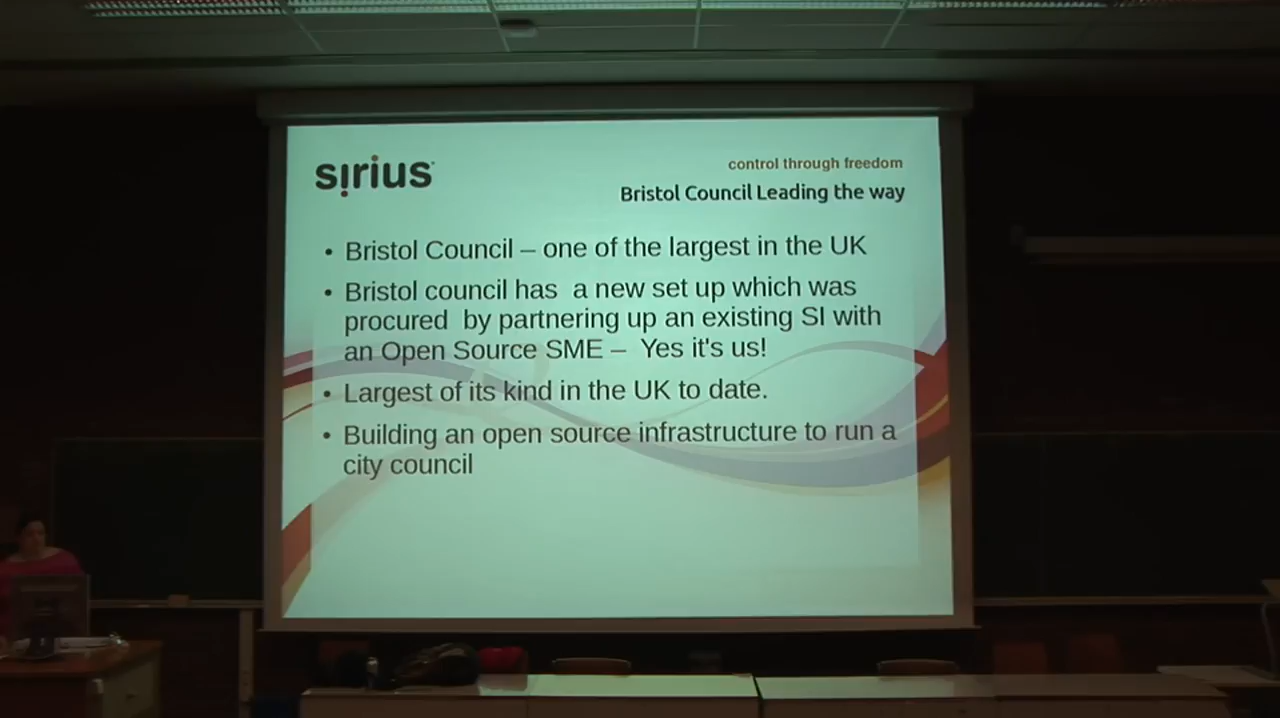 sirius
control through freedom
Bristol Council Leading the way
• Bristol Council – one of the largest in the UK
• Bristol council has  a new set up which was
procured  by partnering up an existing SI with
an Open Source SME –  Yes it's us!
• Largest of its kind in the UK to date.
• Building an open source infrastructure to run a
city council